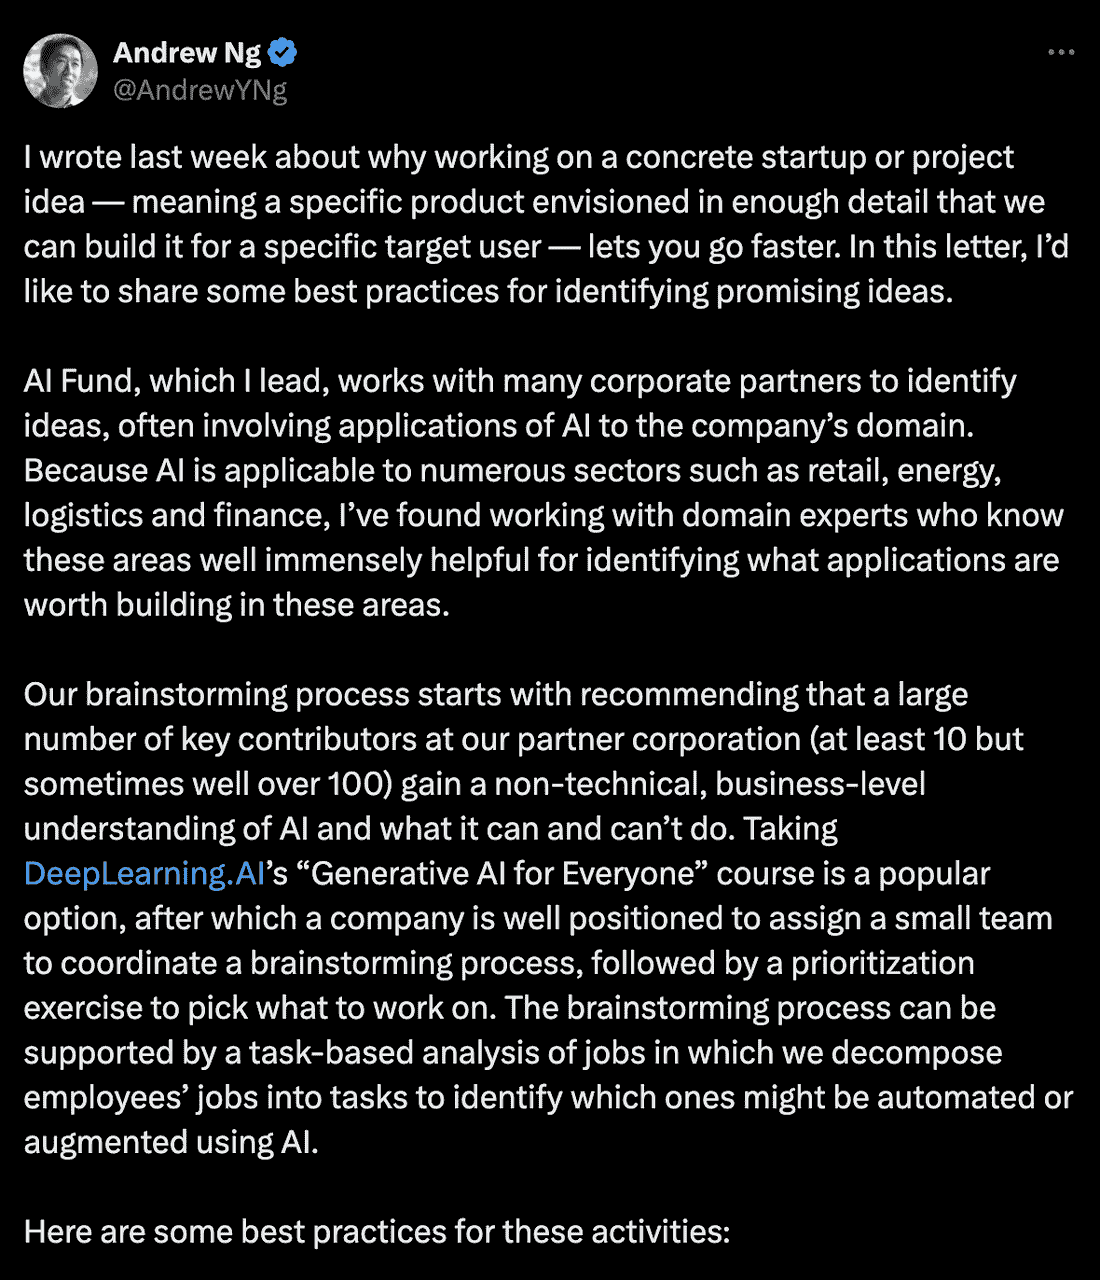 Andrew Ng
@AndrewYNg
I wrote last week about why working on a concrete startup or project
idea — meaning a specific product envisioned in enough detail that we
can build it for a specific target user — lets you go faster. In this letter, I’d
like to share some best practices for identifying promising ideas.
AI Fund, which I lead, works with many corporate partners to identify
ideas, often involving applications of AI to the company’s domain.
Because AI is applicable to numerous sectors such as retail, energy,
logistics and finance, I’ve found working with domain experts who know
these areas well immensely helpful for identifying what applications are
worth building in these areas.
Our brainstorming process starts with recommending that a large
number of key contributors at our partner corporation (at least 10 but
sometimes well over 100) gain a non-technical, business-level
understanding of AI and what it can and can’t do. Taking
DeepLearning.AI’s “Generative AI for Everyone” course is a popular
option, after which a company is well positioned to assign a small team
to coordinate a brainstorming process, followed by a prioritization
exercise to pick what to work on. The brainstorming process can be
supported by a task-based analysis of jobs in which we decompose
employees’ jobs into tasks to identify which ones might be automated or
augmented using AI.
Here are some best practices for these activities: